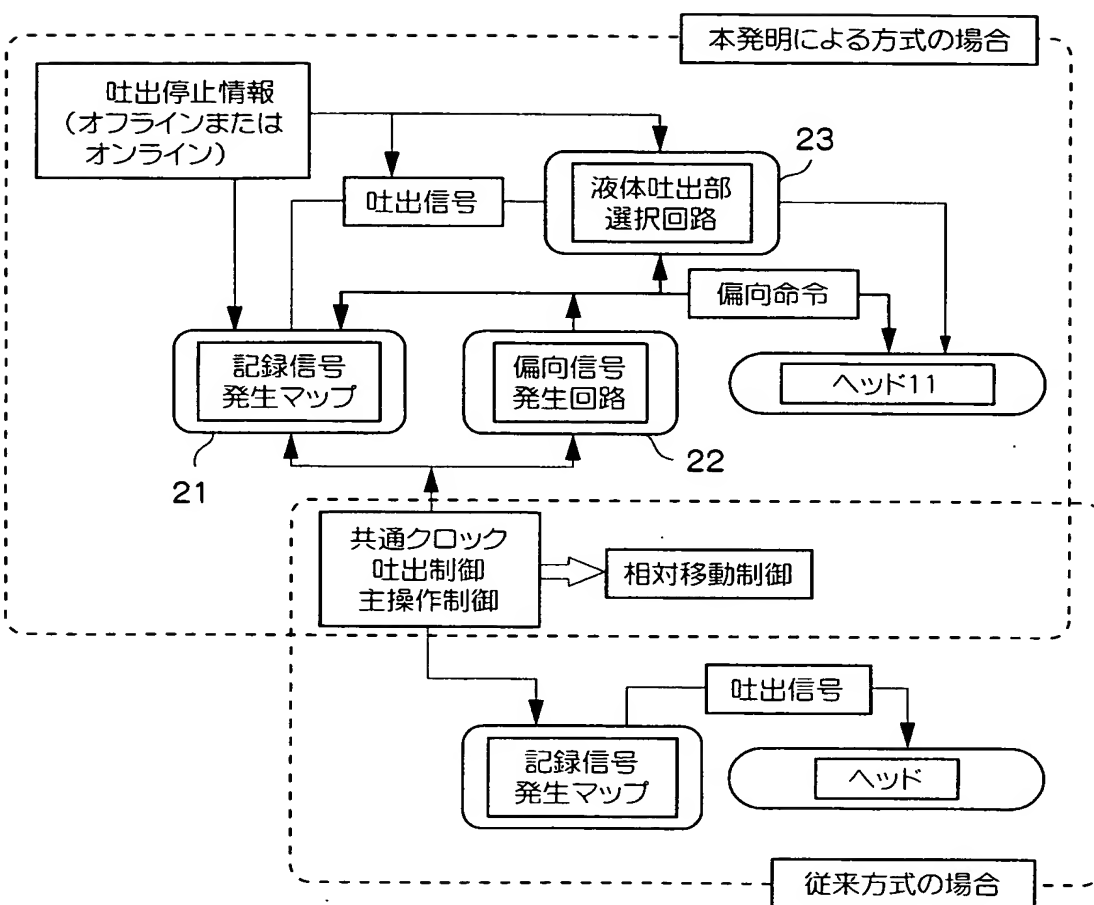 本発明による方式の場合
吐出停止情報
(オフラインまたは
オンライン)
23
吐出信号
液体吐出部
選択回路
偏向命令
記録信号
発生マップ
偏向信号
発生回路
ヘッド11
21
22
共通クロック
吐出制御
主操作制御
相対移動制御
吐出信号
記録信号
発生マップ
ヘッド
従来方式の場合